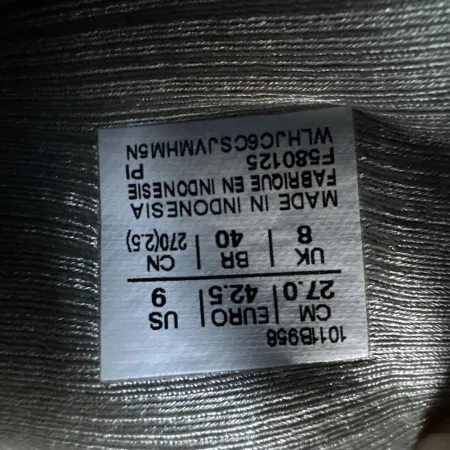 1011B958
CM | EURO | US
27.0 | 42.5 | 9
UK | BR | CN
8 | 40 | 270(2.5)
MADE IN INDONESIA
FABRIQUE EN INDONESIE
F580125 PI
WLHJC6CSJVMHM5N